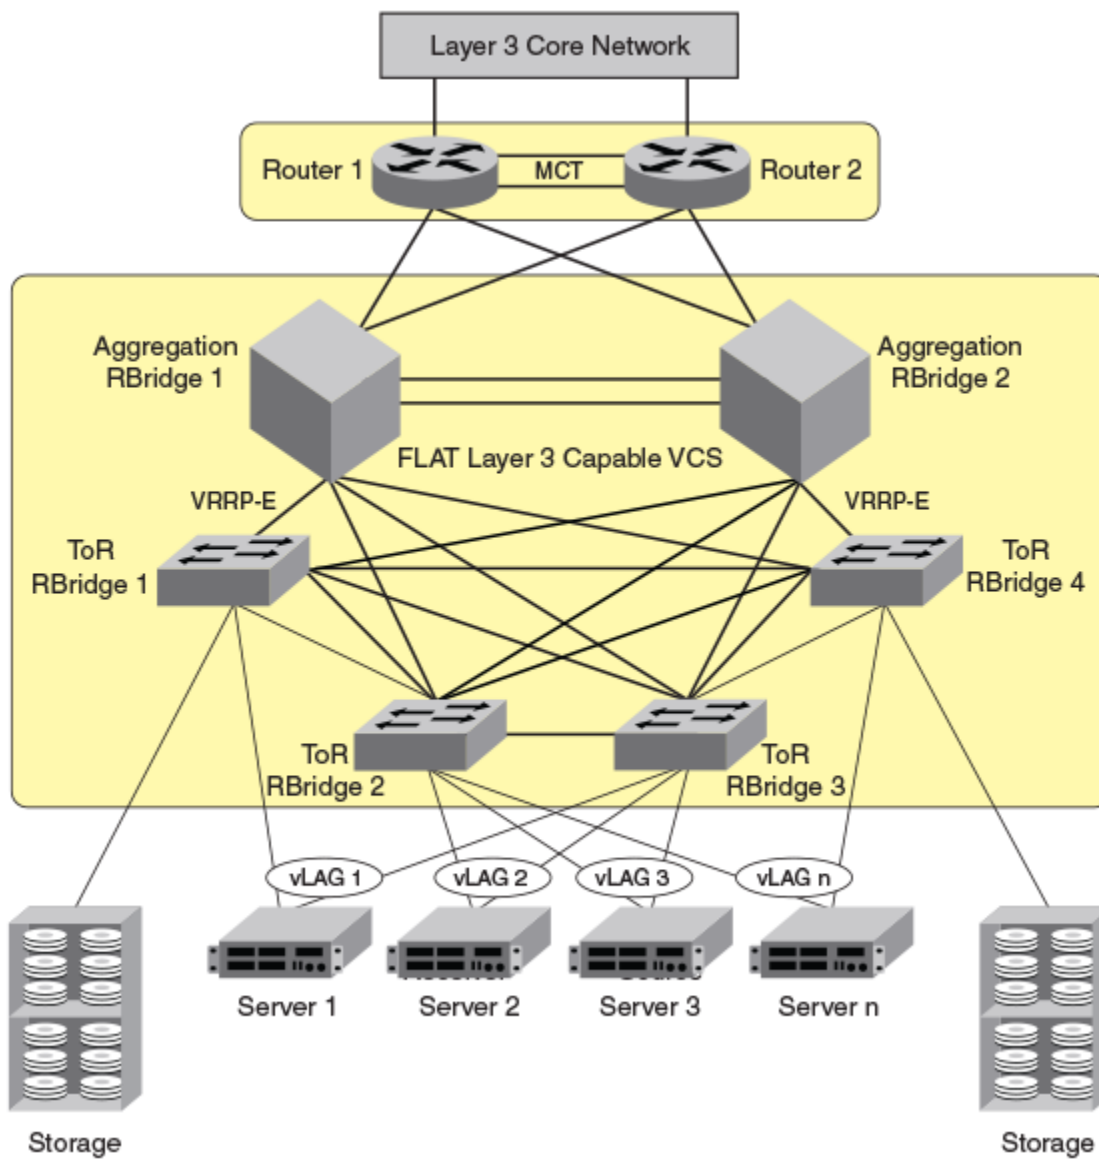 Layer 3 Core Network
Router 1
MCT
Router 2
Aggregation
RBridge 1
Aggregation
RBridge 2
FLAT Layer 3 Capable VCS
VRRP-E
VRRP-E
ToR
RBridge 1
ToR
RBridge 4
ToR
RBridge 2
ToR
RBridge 3
vLAG 1
vLAG 2
vLAG 3
vLAG n
Server 1
Server 2
Server 3
Server n
Storage
Storage